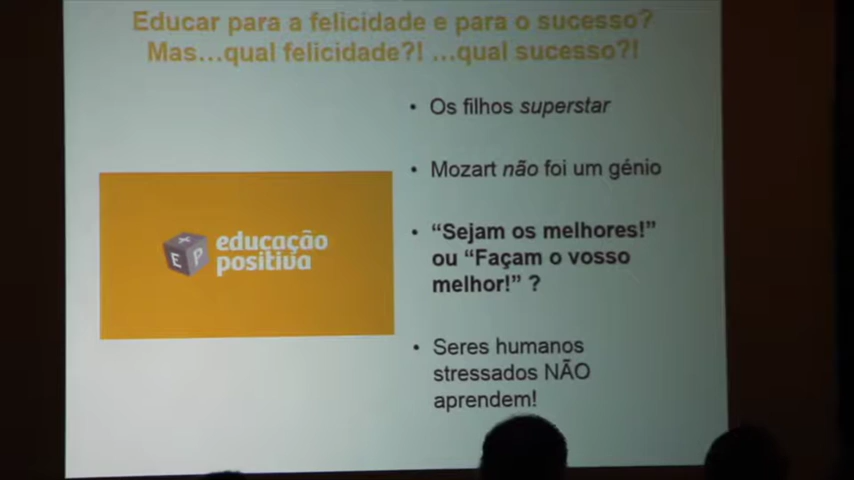 Educar para a felicidade e para o sucesso?
Mas...qual felicidade?! ...qual sucesso?!
• Os filhos superstar
• Mozart não foi um génio
• “Sejam os melhores!”
ou “Façam o vosso
melhor!” ?
• Seres humanos
stressados NÃO
aprendem!
E P
educação
positiva